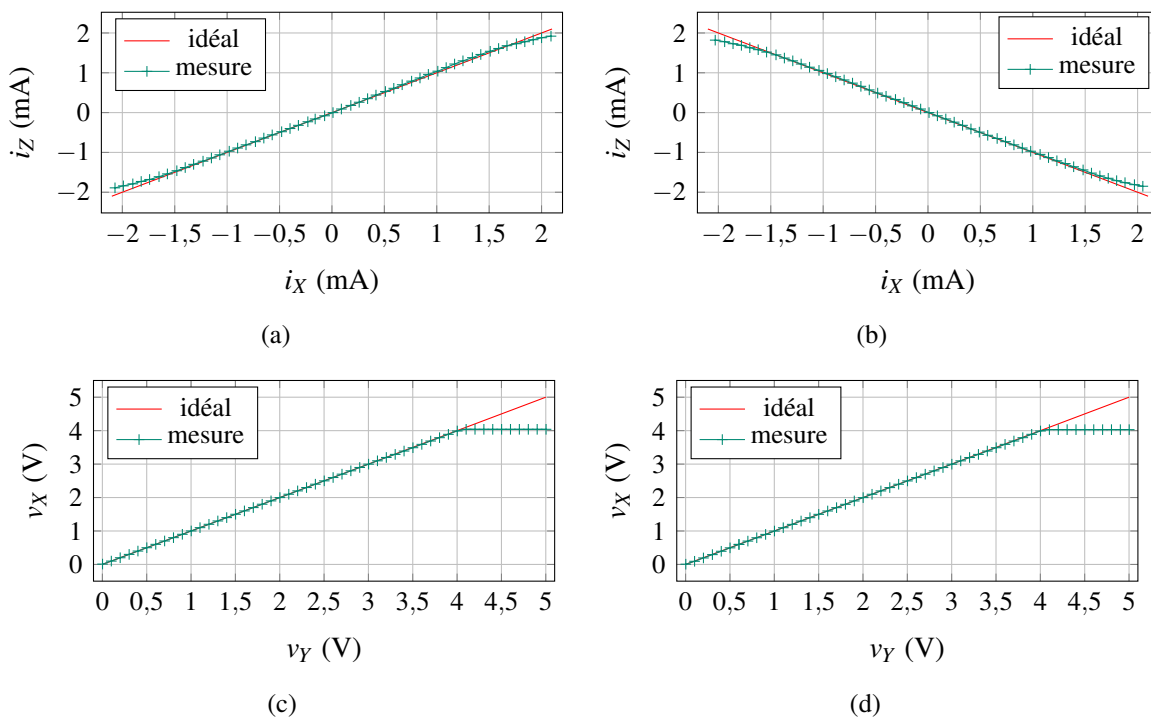 idéal
mesure
2
1
0
−1
−2
i_Z (mA)
−2 −1,5 −1 −0,5 0 0,5 1 1,5 2
i_X (mA)
(a)
idéal
mesure
2
1
0
−1
−2
i_Z (mA)
−2 −1,5 −1 −0,5 0 0,5 1 1,5 2
i_X (mA)
(b)
idéal
mesure
5
4
3
2
1
0
v_X (V)
0 0,5 1 1,5 2 2,5 3 3,5 4 4,5 5
v_Y (V)
(c)
idéal
mesure
5
4
3
2
1
0
v_X (V)
0 0,5 1 1,5 2 2,5 3 3,5 4 4,5 5
v_Y (V)
(d)